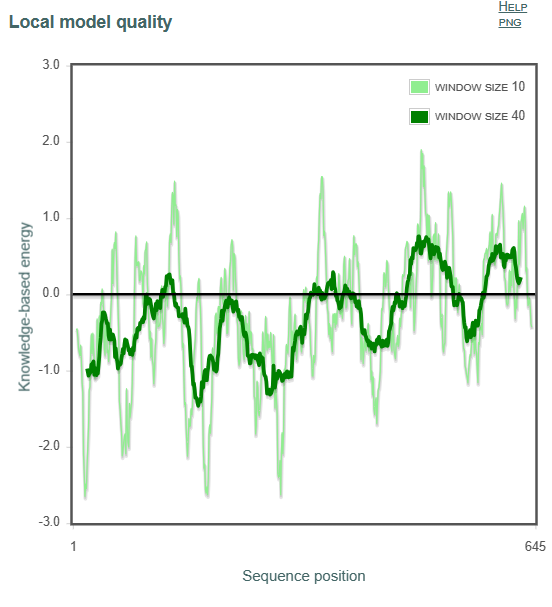 Help
Local model quality
png
3.0
window size 10
window size 40
2.0
1.0
0.0
-1.0
-2.0
-3.0
Knowledge-based energy
1
645
Sequence position